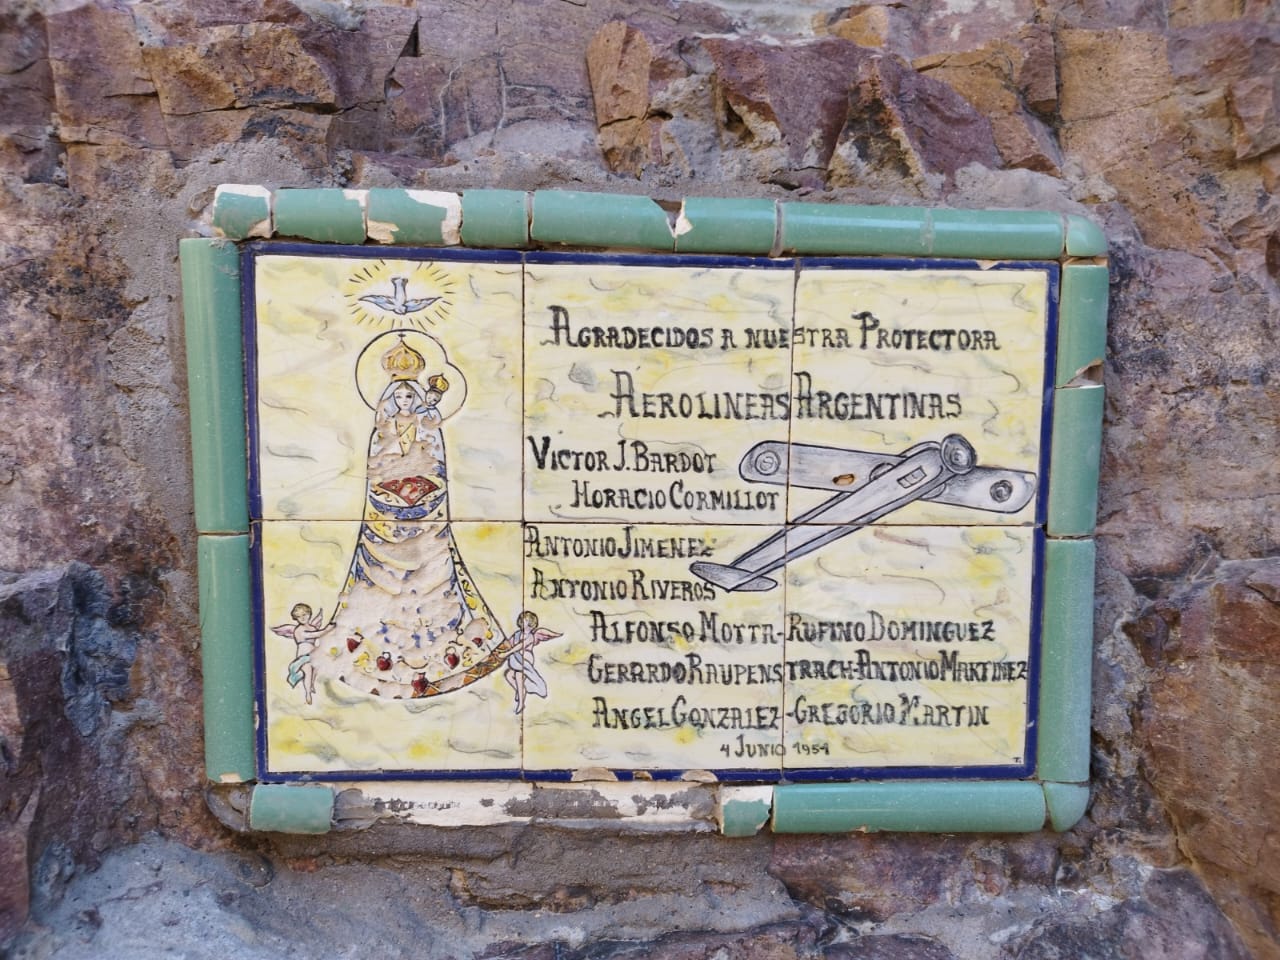 AGRADECIDOS A NUESTRA PROTECTORA
AEROLINEAS ARGENTINAS
VICTOR J. BARDOT
HORACIO CORMILLOT
ANTONIO JIMENEZ
ANTONIO RIVEROS
ALFONSO MOTTA-RUFINO DOMINGUEZ
GERARDO RAUPENSTRACH-ANTONIO MARTINEZ
ANGEL GONZALEZ-GREGORIO MARTIN
4 JUNIO 1951